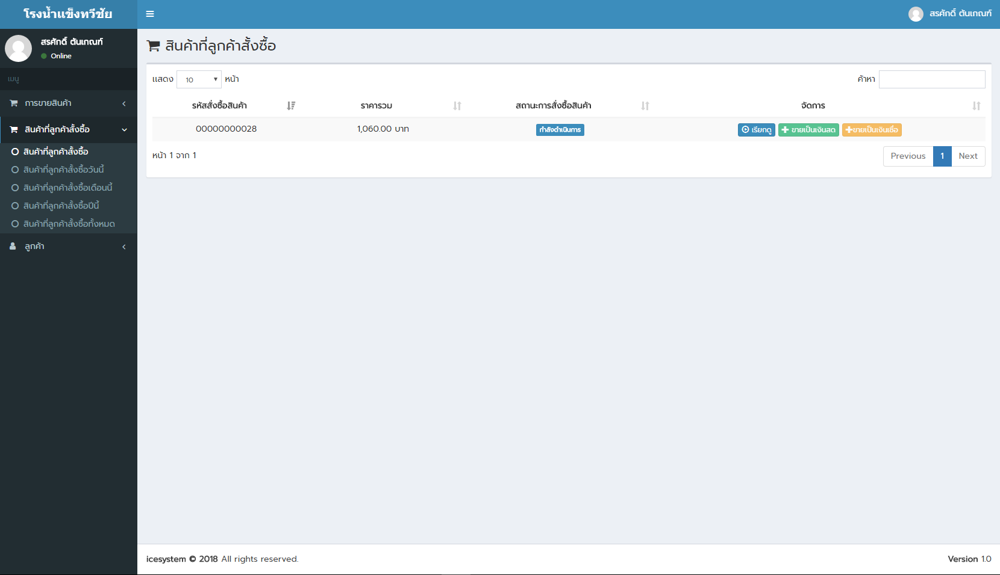 โรงน้ำแข็งทวีชัย
สรศักดิ์ ตันเกณฑ์
สรศักดิ์ ตันเกณฑ์
Online
เมนู
การขายสินค้า
สินค้าที่ลูกค้าสั้งซื้อ
สินค้าที่ลูกค้าสั้งซื้อ
สินค้าที่ลูกค้าสั้งซื้อวันนี้
สินค้าที่ลูกค้าสั้งซื้อเดือนนี้
สินค้าที่ลูกค้าสั้งซื้อปีนี้
สินค้าที่ลูกค้าสั้งซื้อทั้งหมด
ลูกค้า
สินค้าที่ลูกค้าสั้งซื้อ
แสดง 10 หน้า
ค้าหา
รหัสสั่งซื้อสินค้า ราคารวม สถานะการสั่งซื้อสินค้า จัดการ
00000000028 1,060.00 บาท กำลังดำเนินการ เรียกดู ขายเป็นเงินสด ขายเป็นเงินเชื่อ
หน้า 1 จาก 1
Previous 1 Next
icesystem © 2018 All rights reserved.
Version 1.0